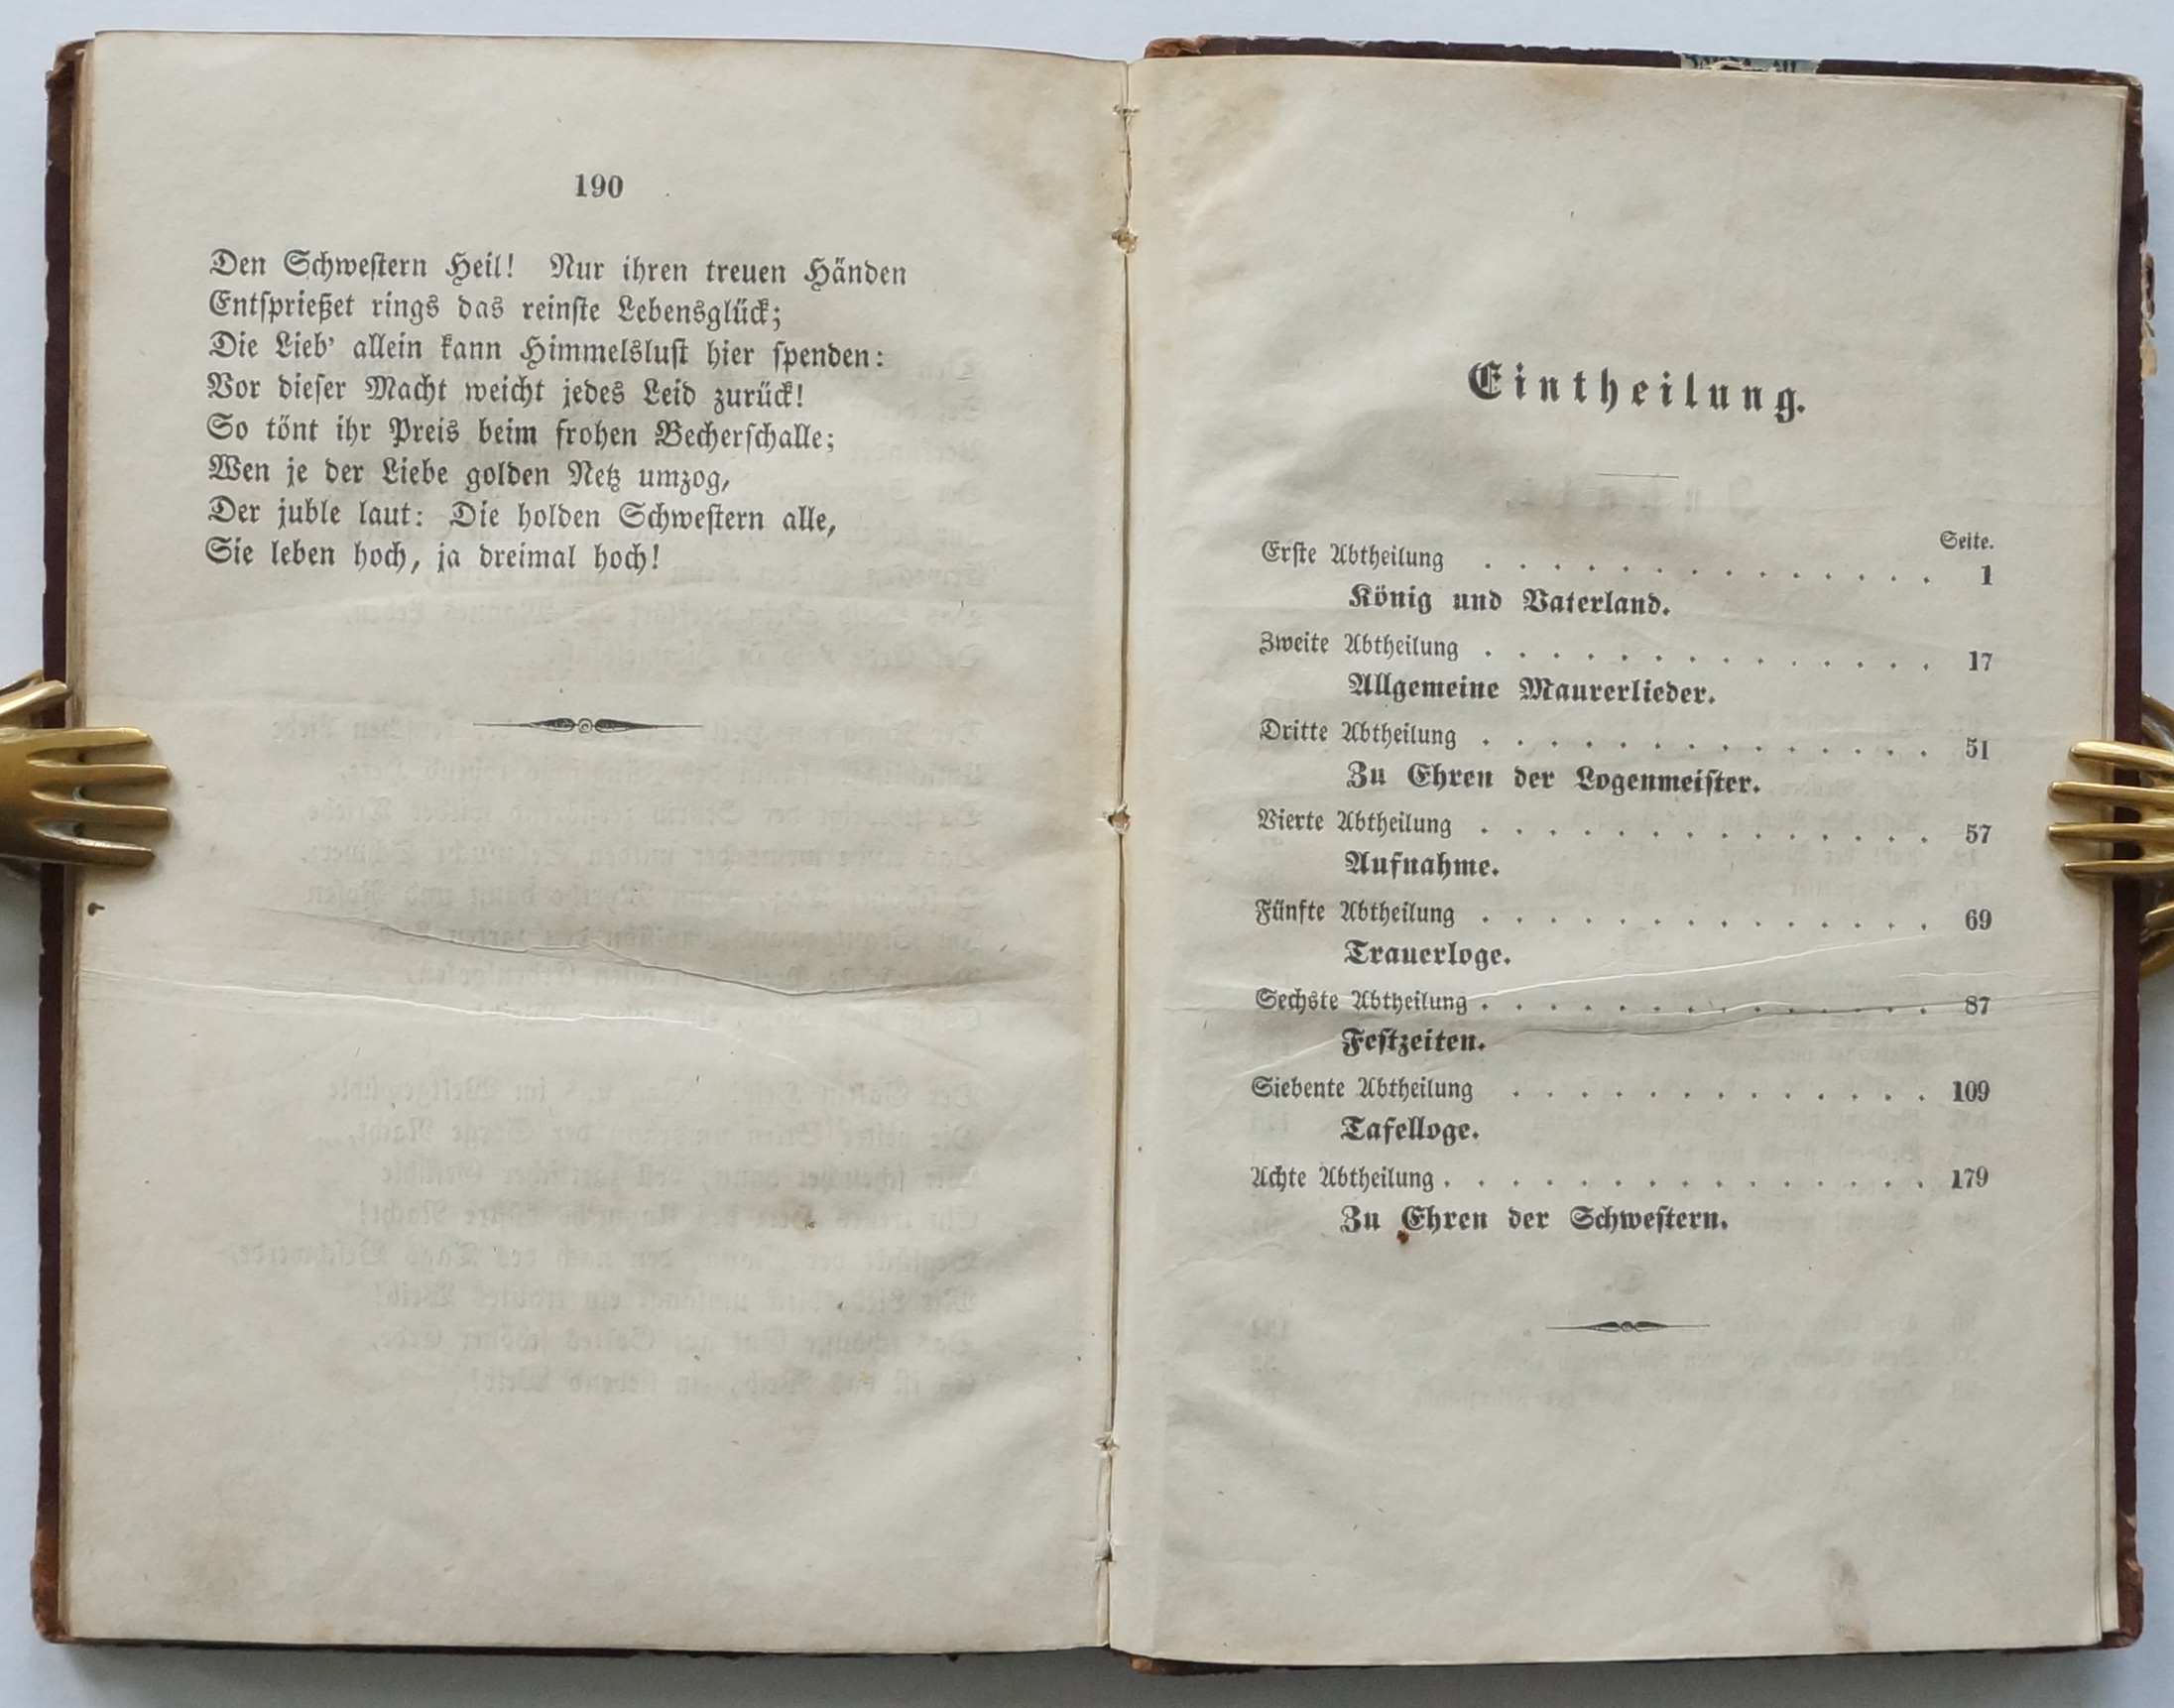 190
Den Schweſtern Heil! Nur ihren treuen Händen
Entſprießet rings das reinſte Lebensglück;
Die Lieb' allein kann Himmelsluſt hier ſpenden:
Vor dieſer Macht weicht jedes Leid zurück!
So tönt ihr Preis beim frohen Becherſchalle;
Wen je der Liebe golden Netz umzog,
Der juble laut: Die holden Schweſtern alle,
Sie leben hoch, ja dreimal hoch!
Eintheilung.
Seite.
Erſte Abtheilung . . . . . . . . . . . . . . 1
König und Vaterland.
Zweite Abtheilung . . . . . . . . . . . . . . 17
Allgemeine Maurerlieder.
Dritte Abtheilung . . . . . . . . . . . . . . 51
Zu Ehren der Logenmeiſter.
Vierte Abtheilung . . . . . . . . . . . . . . 57
Aufnahme.
Fünfte Abtheilung . . . . . . . . . . . . . . 69
Trauerloge.
Sechste Abtheilung . . . . . . . . . . . . . . 87
Feſtzeiten.
Siebente Abtheilung . . . . . . . . . . . . . 109
Tafelloge.
Achte Abtheilung . . . . . . . . . . . . . . . 179
Zu Ehren der Schweſtern.